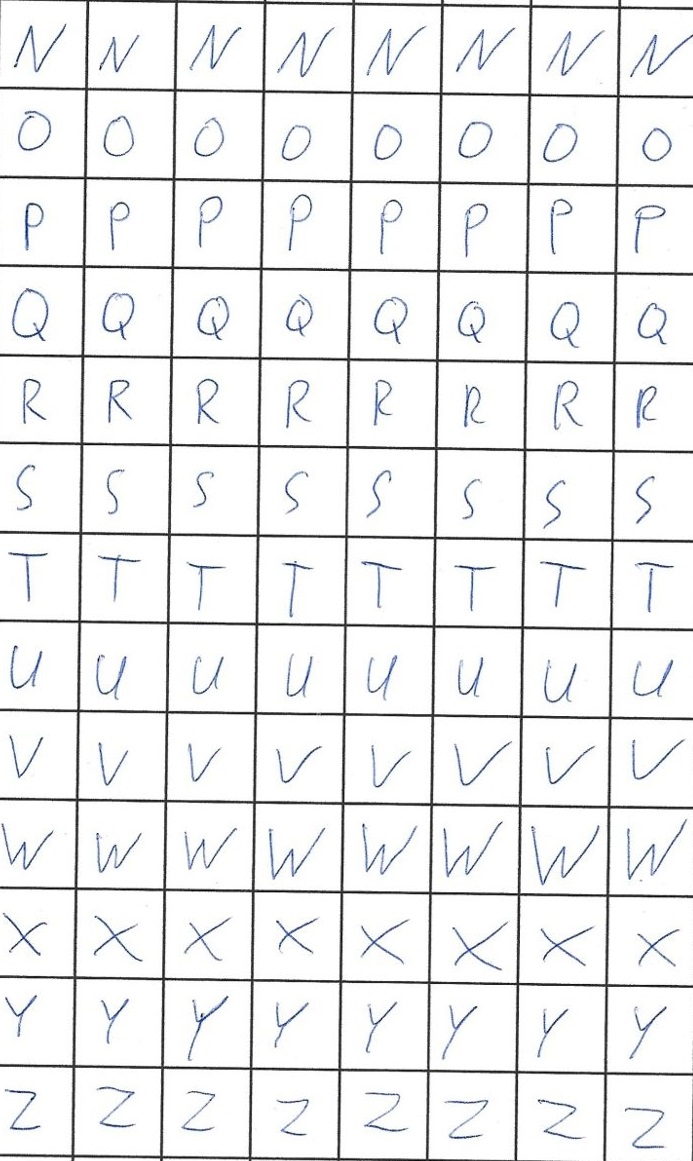 N N N N N N N N
O O O O O O O O
P P P P P P P P
Q Q Q Q Q Q Q Q
R R R R R R R R
S S S S S S S S
T T T T T T T T
U U U U U U U U
V V V V V V V V
W W W W W W W W
X X X X X X X X
Y Y Y Y Y Y Y Y
Z Z Z Z Z Z Z Z